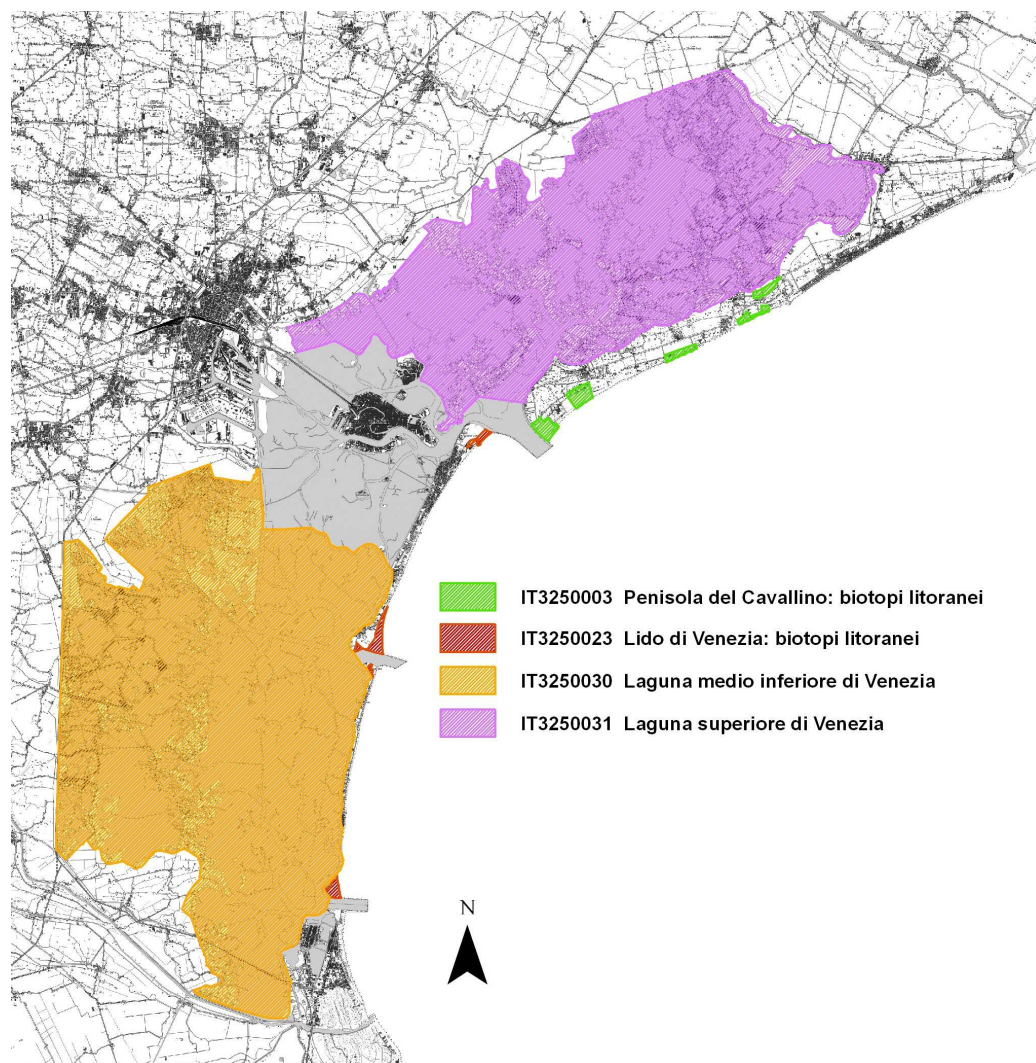 IT3250003 Penisola del Cavallino: biotopi litoranei
IT3250023 Lido di Venezia: biotopi litoranei
IT3250030 Laguna medio inferiore di Venezia
IT3250031 Laguna superiore di Venezia
N